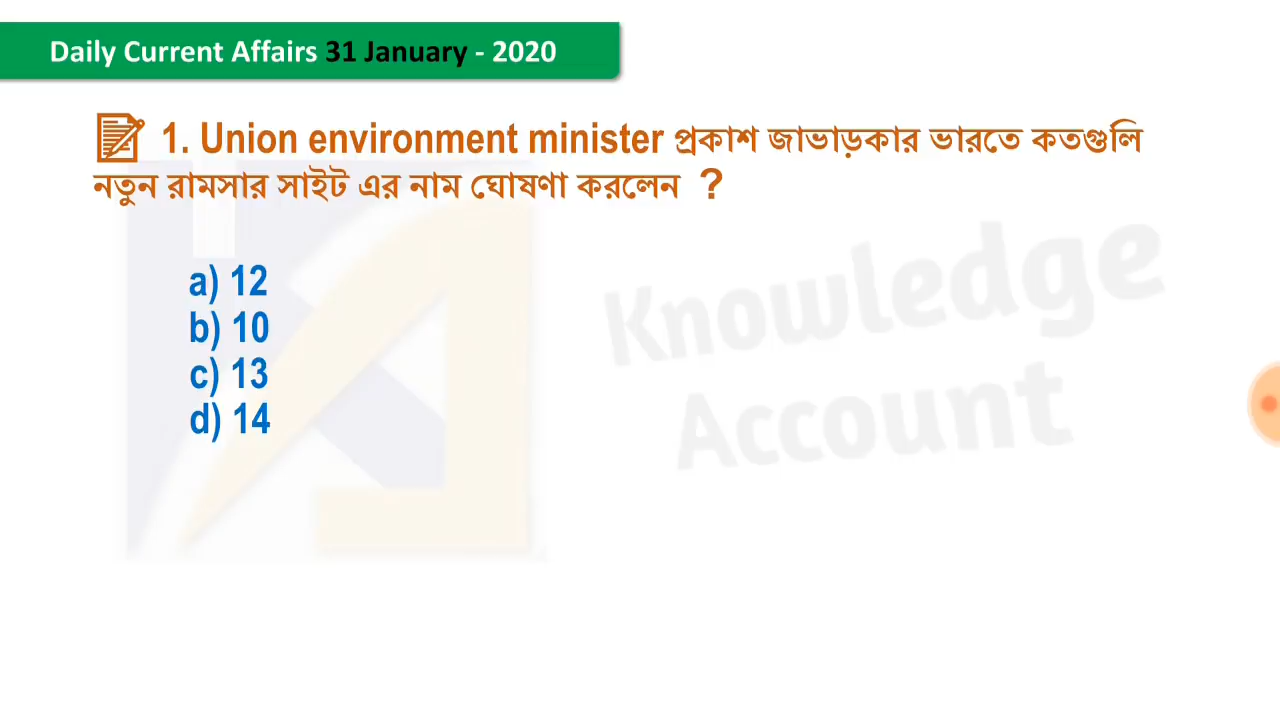 Daily Current Affairs 31 January - 2020
1. Union environment minister প্রকাশ জাভাড়কার ভারতে কতগুলি
নতুন রামসার সাইট এর নাম ঘোষণা করলেন ?
a) 12
b) 10
c) 13
d) 14
Knowledge
Account